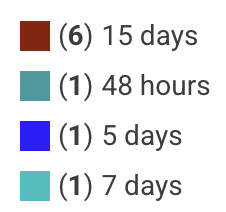 (6) 15 days
(1) 48 hours
(1) 5 days
(1) 7 days